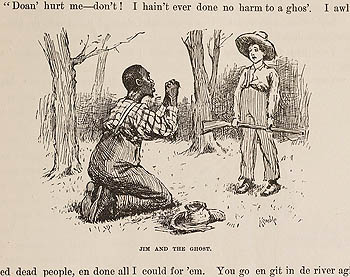 "Doan' hurt me—don't! I hain't ever done no harm to a ghos'. I awl
JIM AND THE GHOST.
ed dead people, en done all I could for 'em. You go en git in de river ag